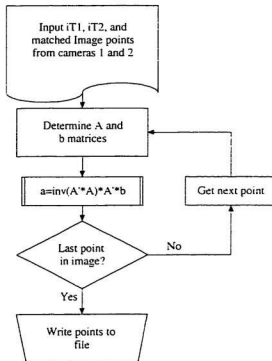 Input iT1, iT2, and
matched Image points
from cameras 1 and 2
Determine A and
b matrices
a=inv(A'*A)*A'*b
Get next point
Last point
in image?
No
Yes
Write points to
file